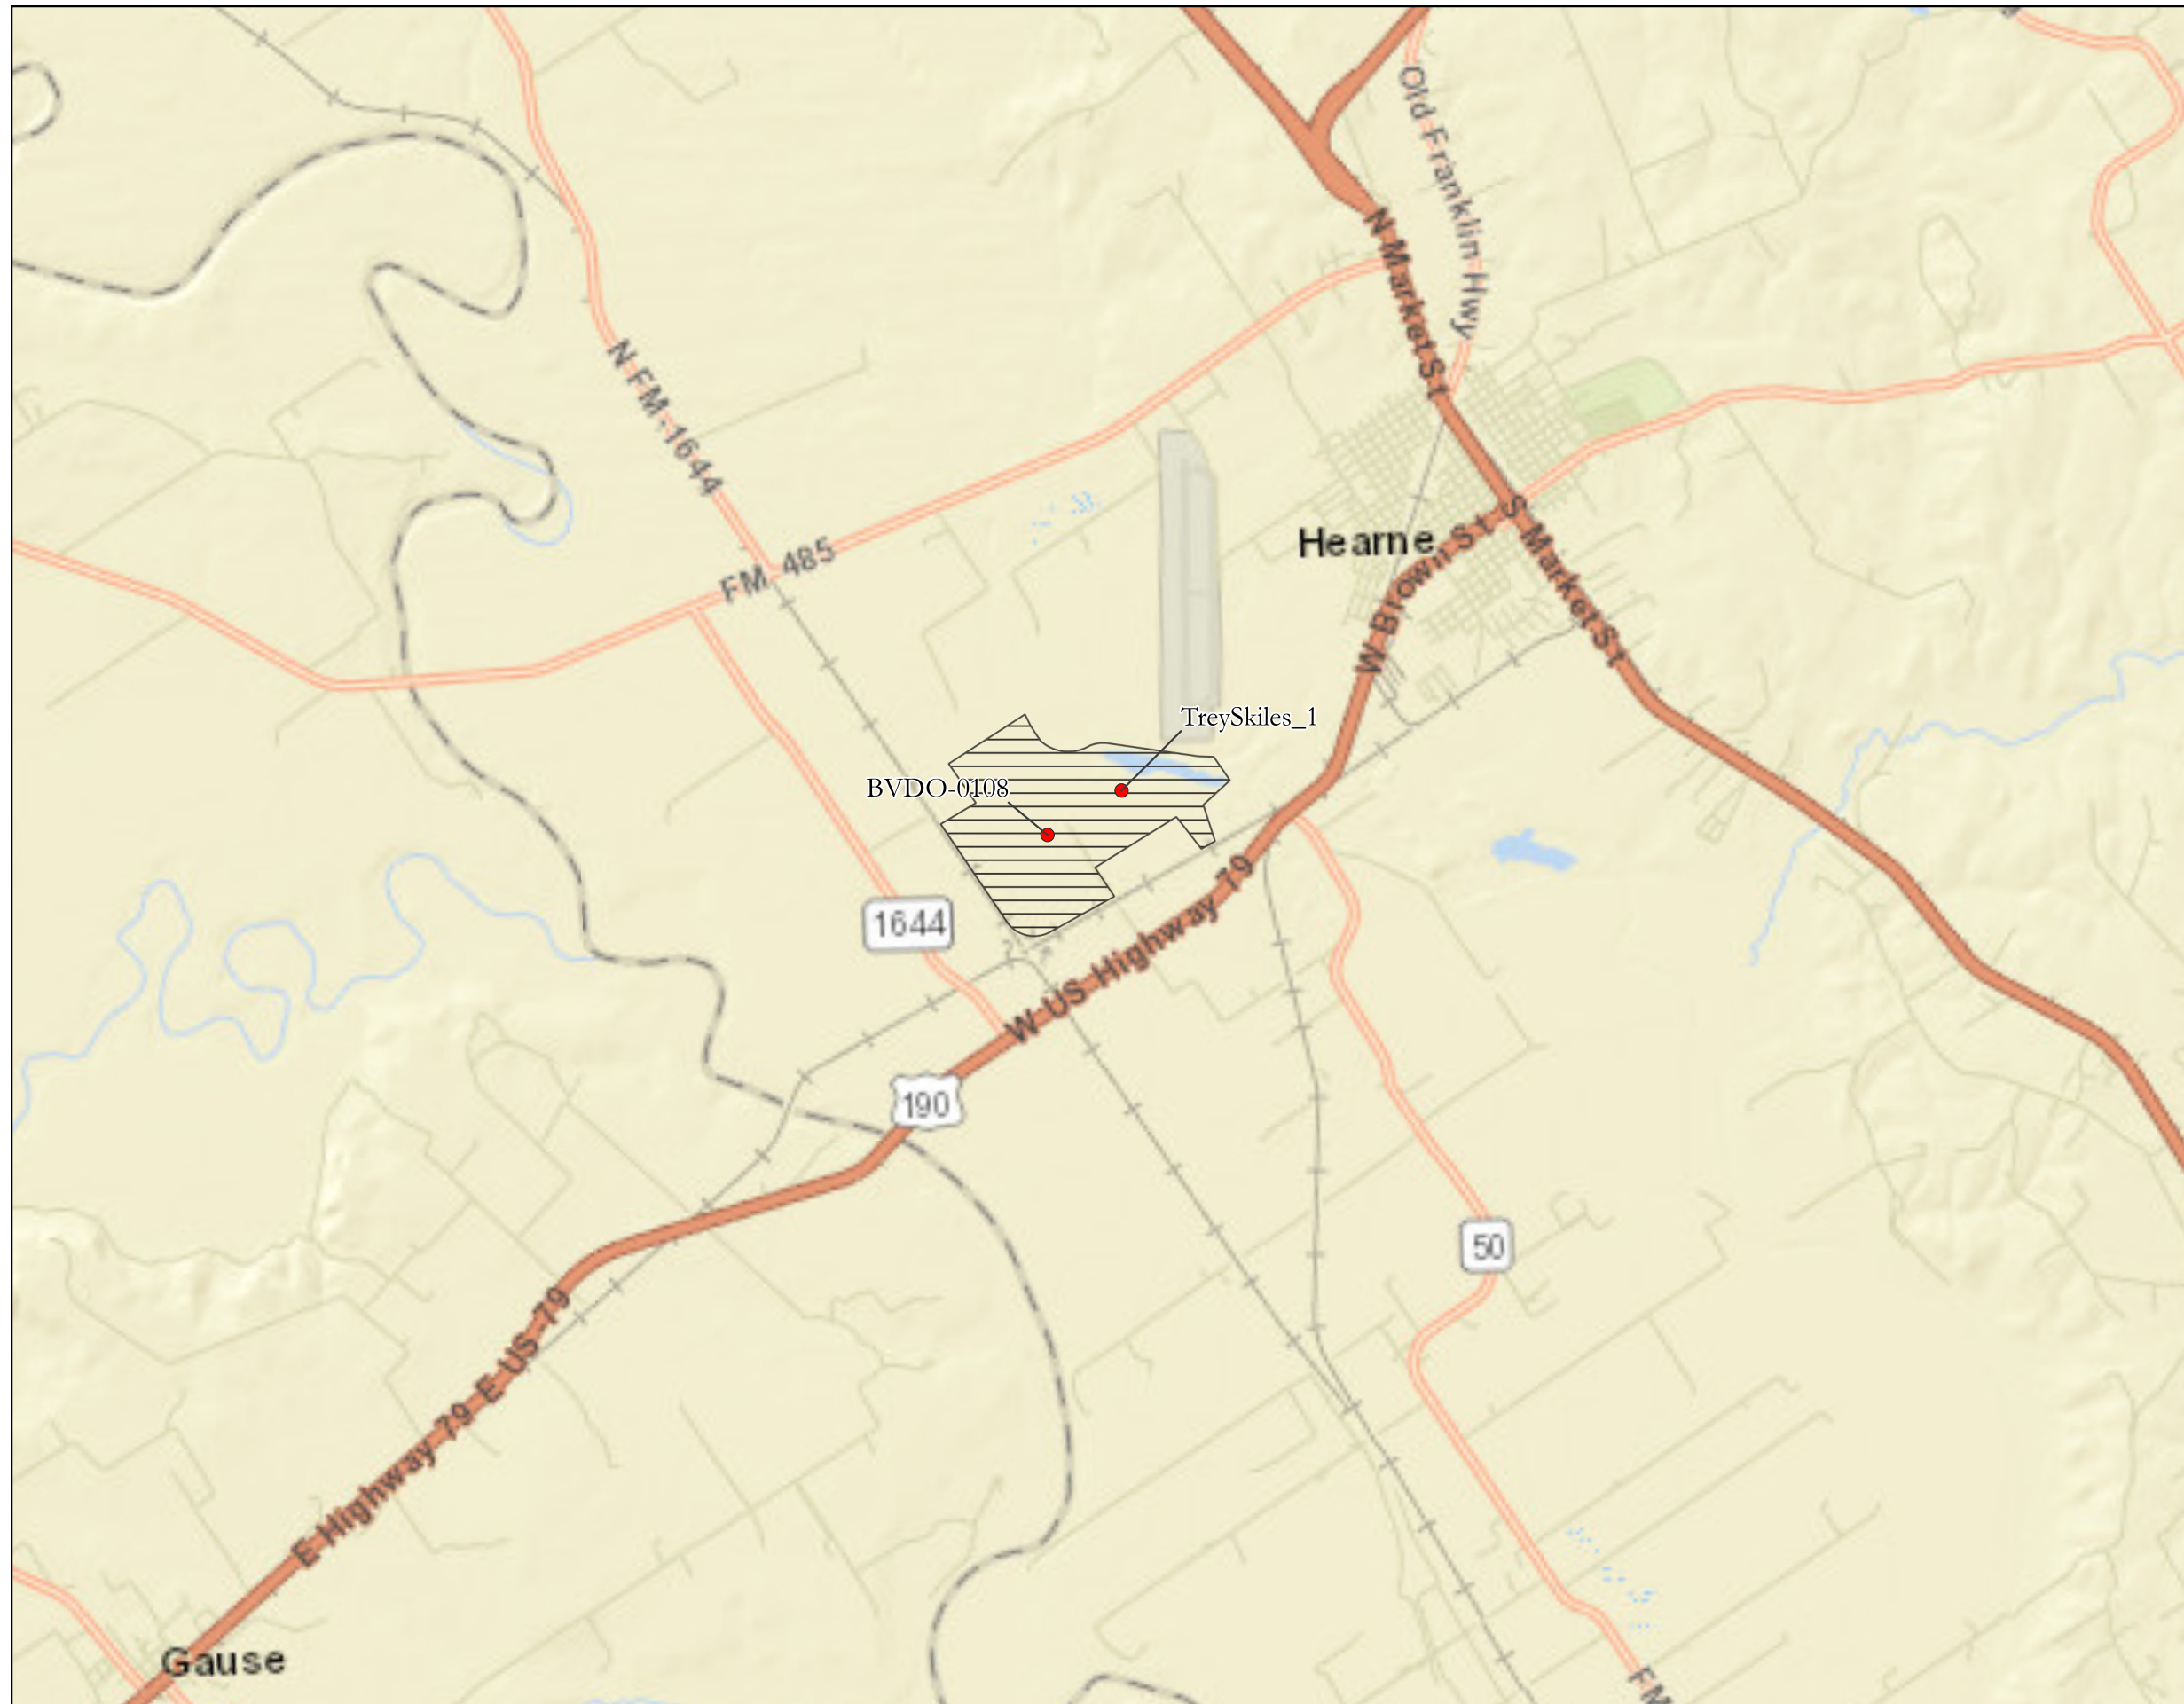 Old Franklin Hwy
N Market St
N FM-1644
FM 485
Hearne
W Brown St
S Market St
TreySkiles_1
BVDO-0108
1644
W US Highway 79
190
50
E US-79
E Highway 79
Gause
FM